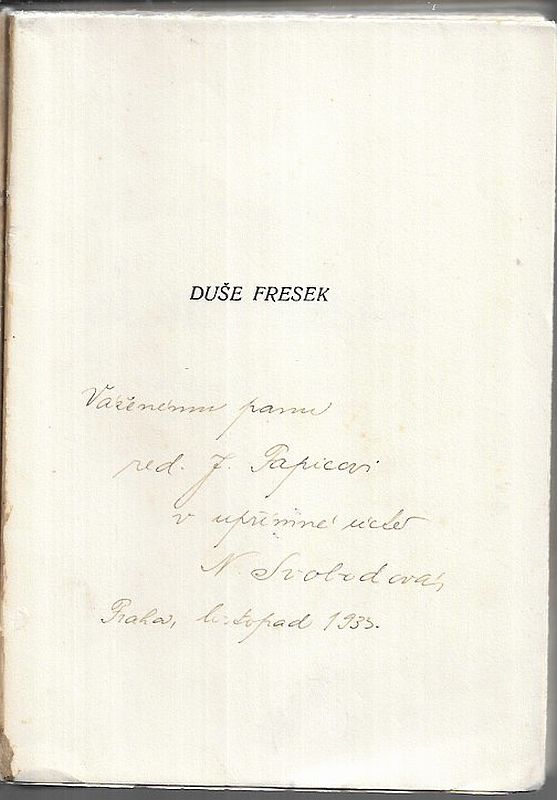 DUŠE FRESEK
Váženému panu
red. J. Papicovi
v upřímné úctě
N. Svobodová,
Praha, listopad 1933.